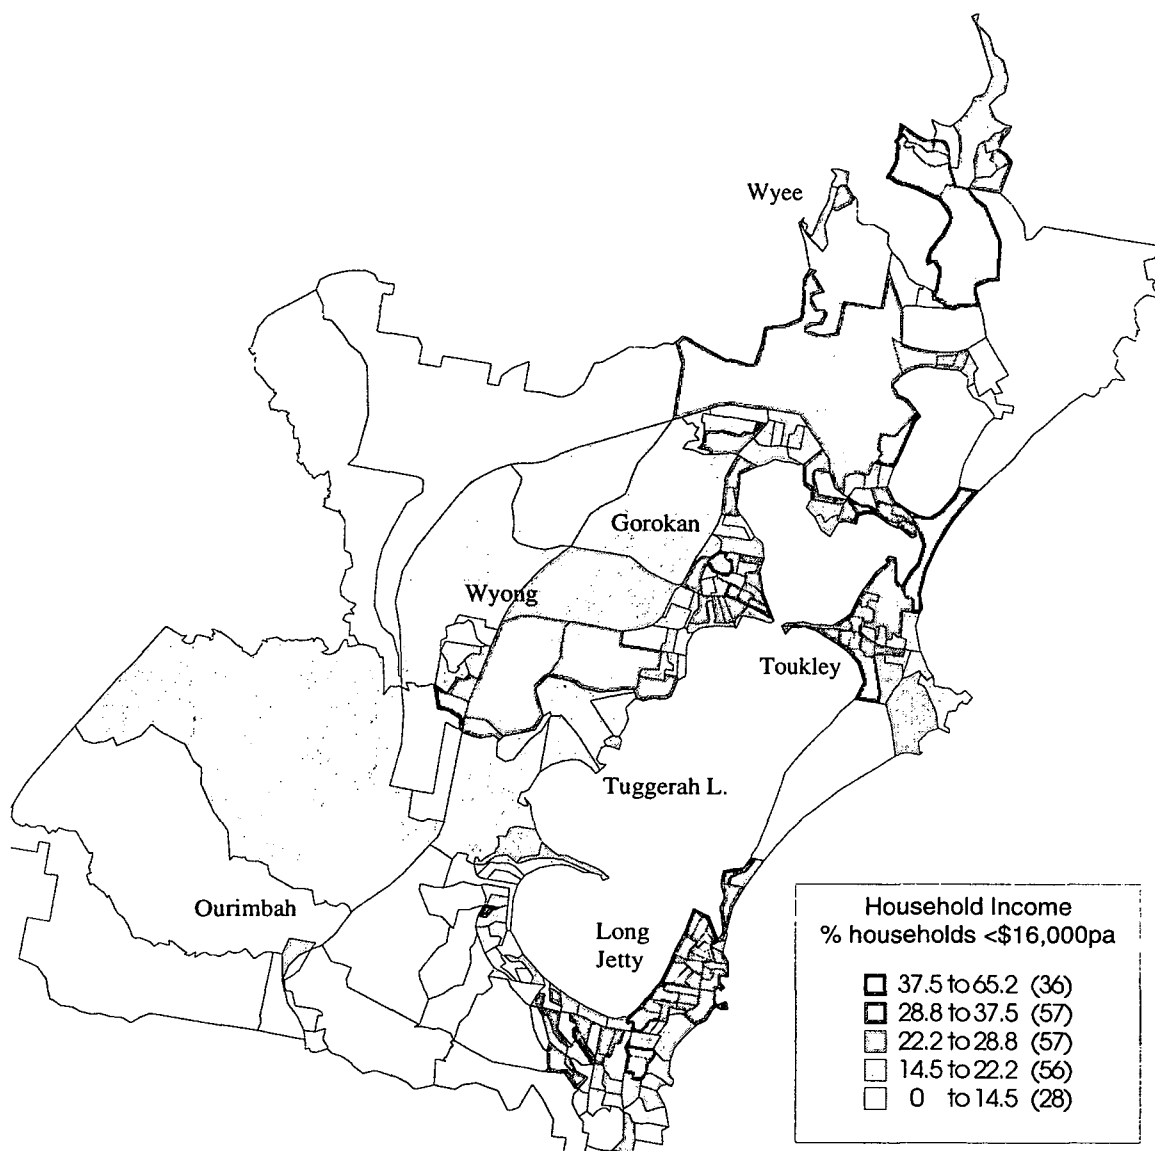 Wyee
Gorokan
Wyong
Toukley
Tuggerah L.
Ourimbah
Long
Jetty
Household Income
% households <$16,000pa
37.5 to 65.2 (36)
28.8 to 37.5 (57)
22.2 to 28.8 (57)
14.5 to 22.2 (56)
0 to 14.5 (28)